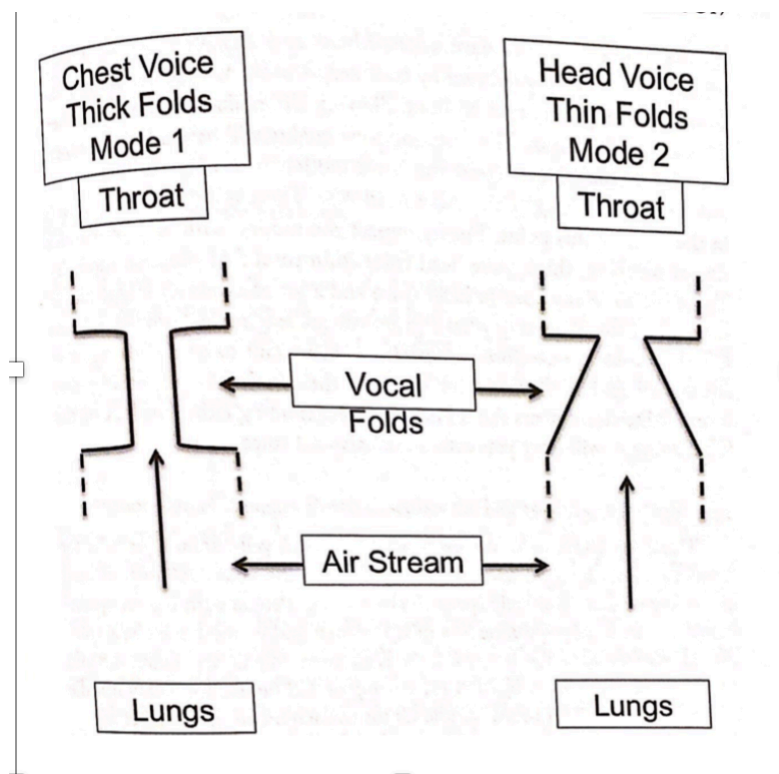 Chest Voice
Thick Folds
Mode 1
Throat
Head Voice
Thin Folds
Mode 2
Throat
Vocal
Folds
Air Stream
Lungs
Lungs